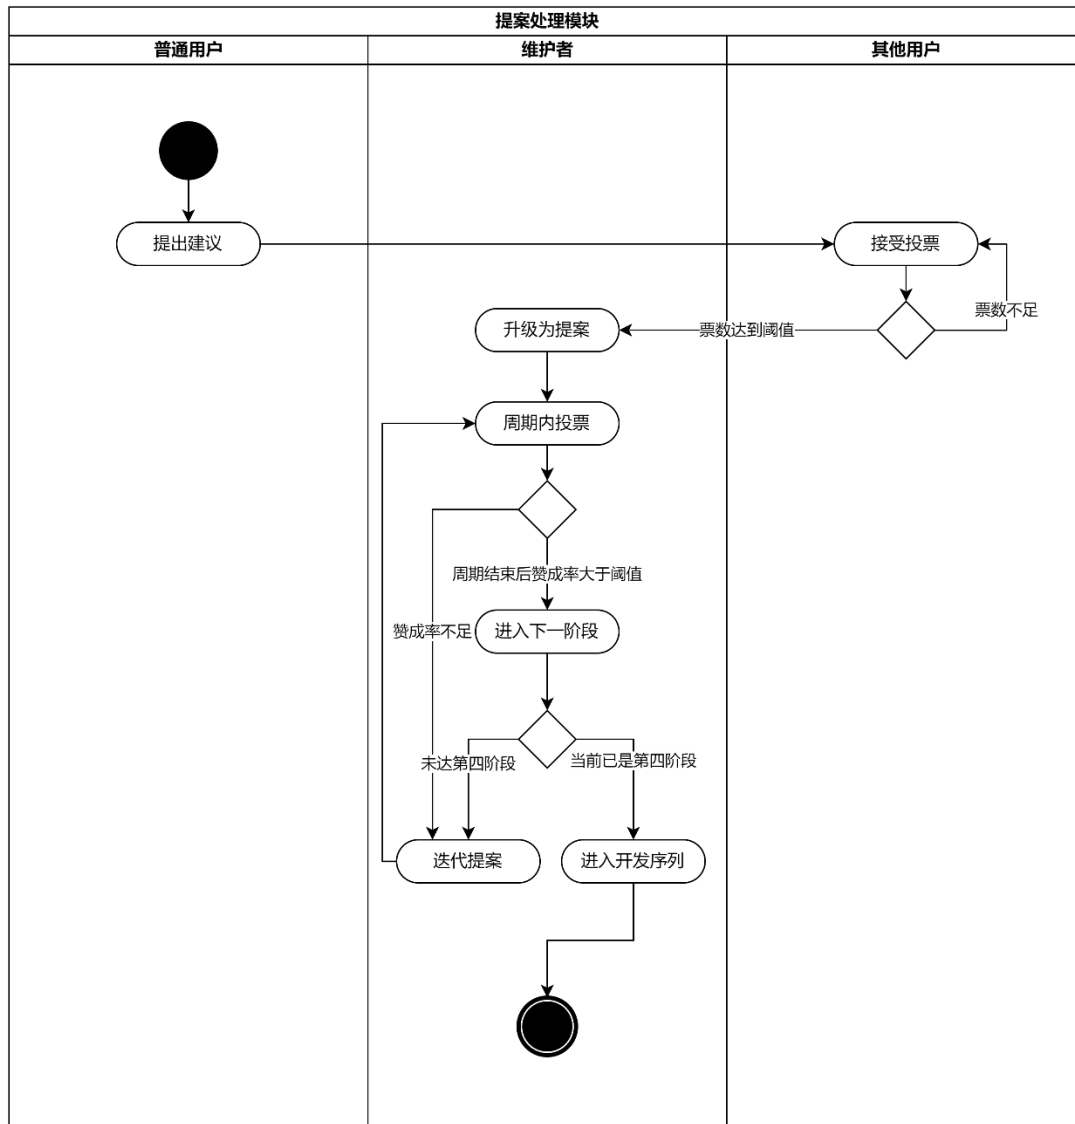 提案处理模块
普通用户
维护者
其他用户
提出建议
接受投票
票数不足
升级为提案
票数达到阈值
周期内投票
周期结束后赞成率大于阈值
赞成率不足
进入下一阶段
未达第四阶段
当前已是第四阶段
迭代提案
进入开发序列